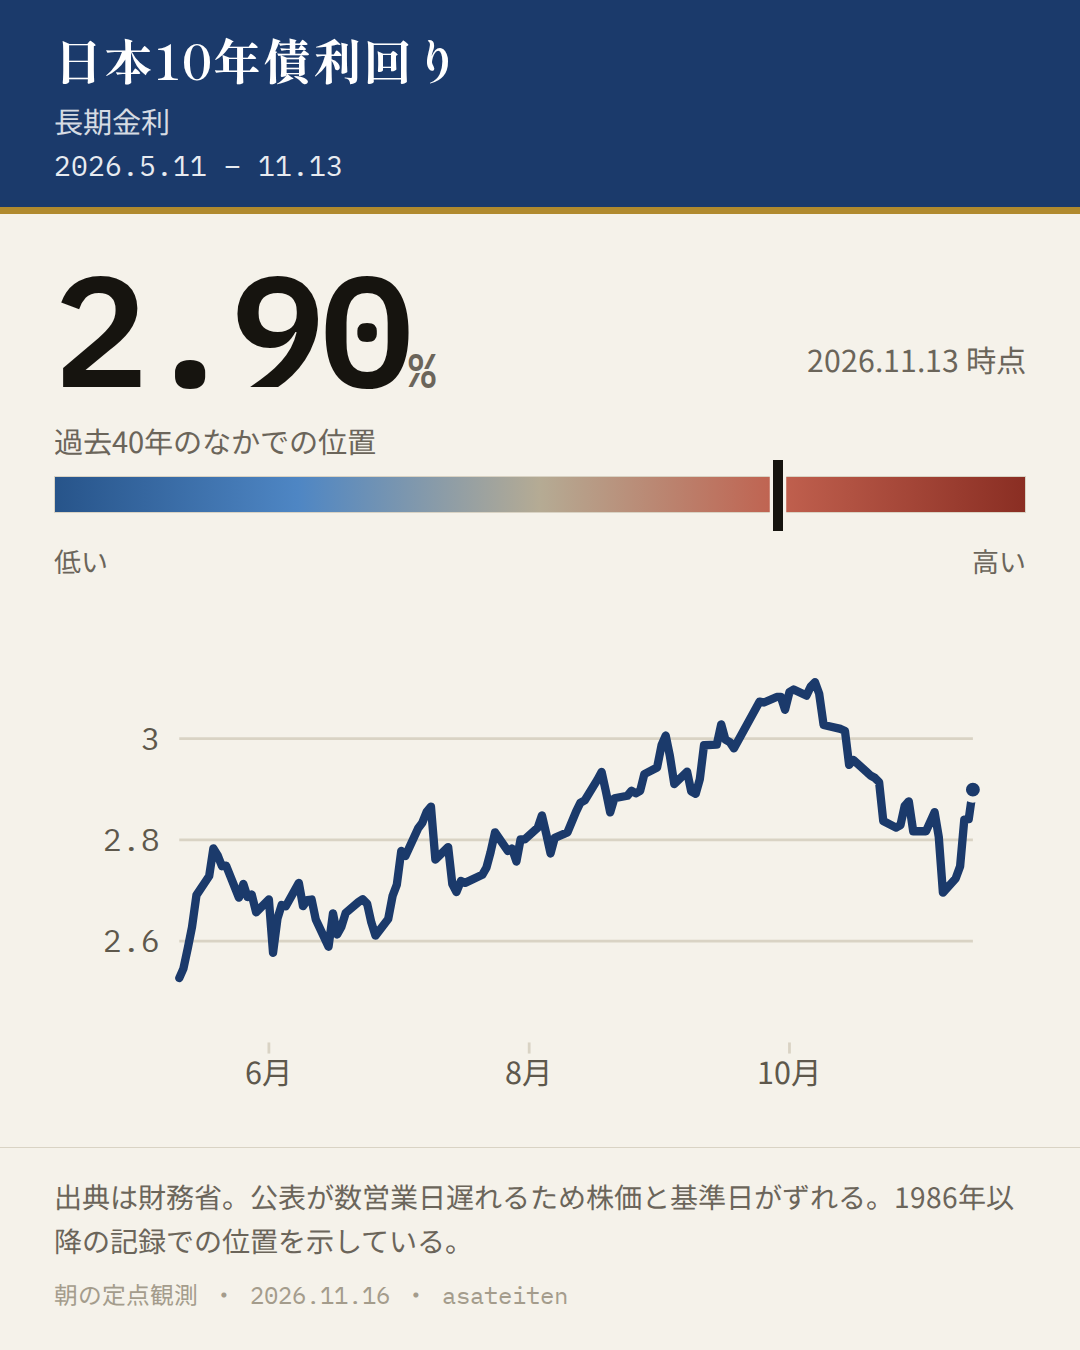 日本10年債利回り
長期金利
2026.5.11 – 11.13
2.90%
2026.11.13 時点
過去40年のなかでの位置
低い
高い
3
2.8
2.6
6月
8月
10月
出典は財務省。公表が数営業日遅れるため株価と基準日がずれる。1986年以
降の記録での位置を示している。
朝の定点観測 ・ 2026.11.16 ・ asateiten